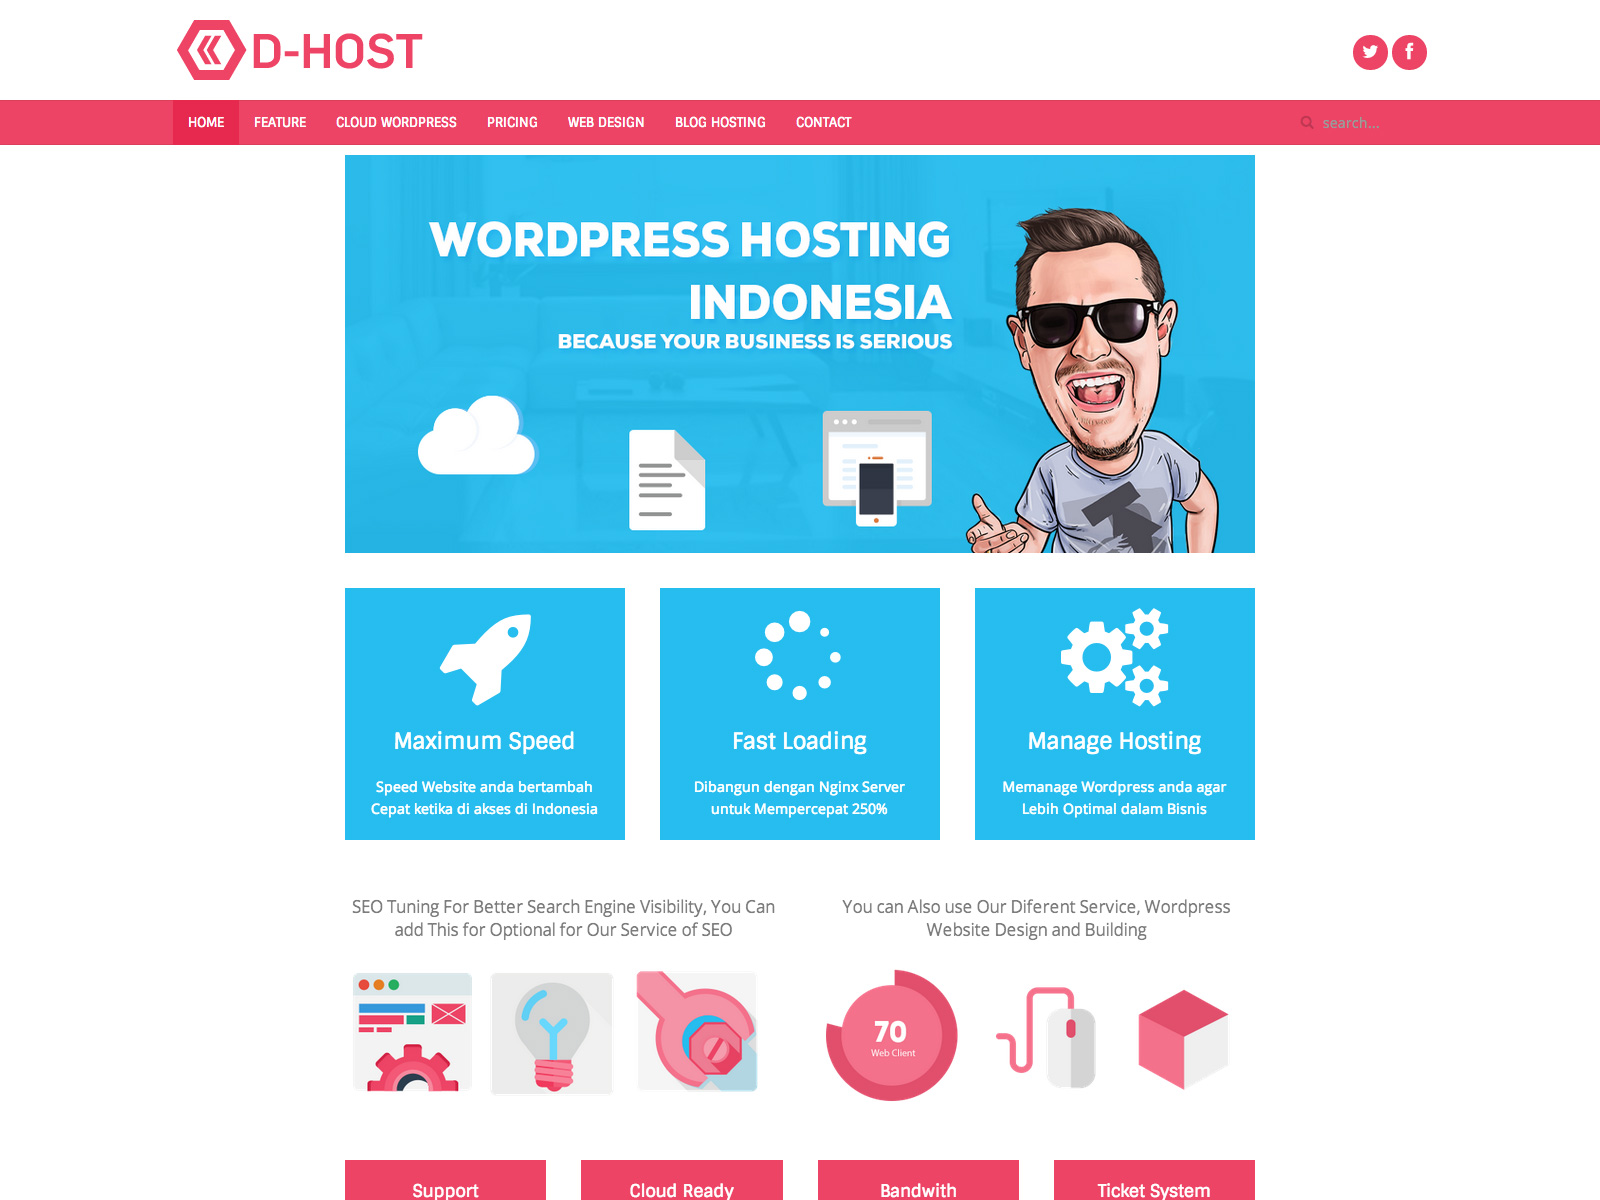 D-HOST
HOME FEATURE CLOUD WORDPRESS PRICING WEB DESIGN BLOG HOSTING CONTACT search...
WORDPRESS HOSTING
INDONESIA
BECAUSE YOUR BUSINESS IS SERIOUS
Maximum Speed
Speed Website anda bertambah
Cepat ketika di akses di Indonesia
Fast Loading
Dibangun dengan Nginx Server
untuk Mempercepat 250%
Manage Hosting
Memanage Wordpress anda agar
Lebih Optimal dalam Bisnis
SEO Tuning For Better Search Engine Visibility, You Can
add This for Optional for Our Service of SEO
You can Also use Our Diferent Service, Wordpress
Website Design and Building
70
Web Client
Support
Cloud Ready
Bandwith
Ticket System